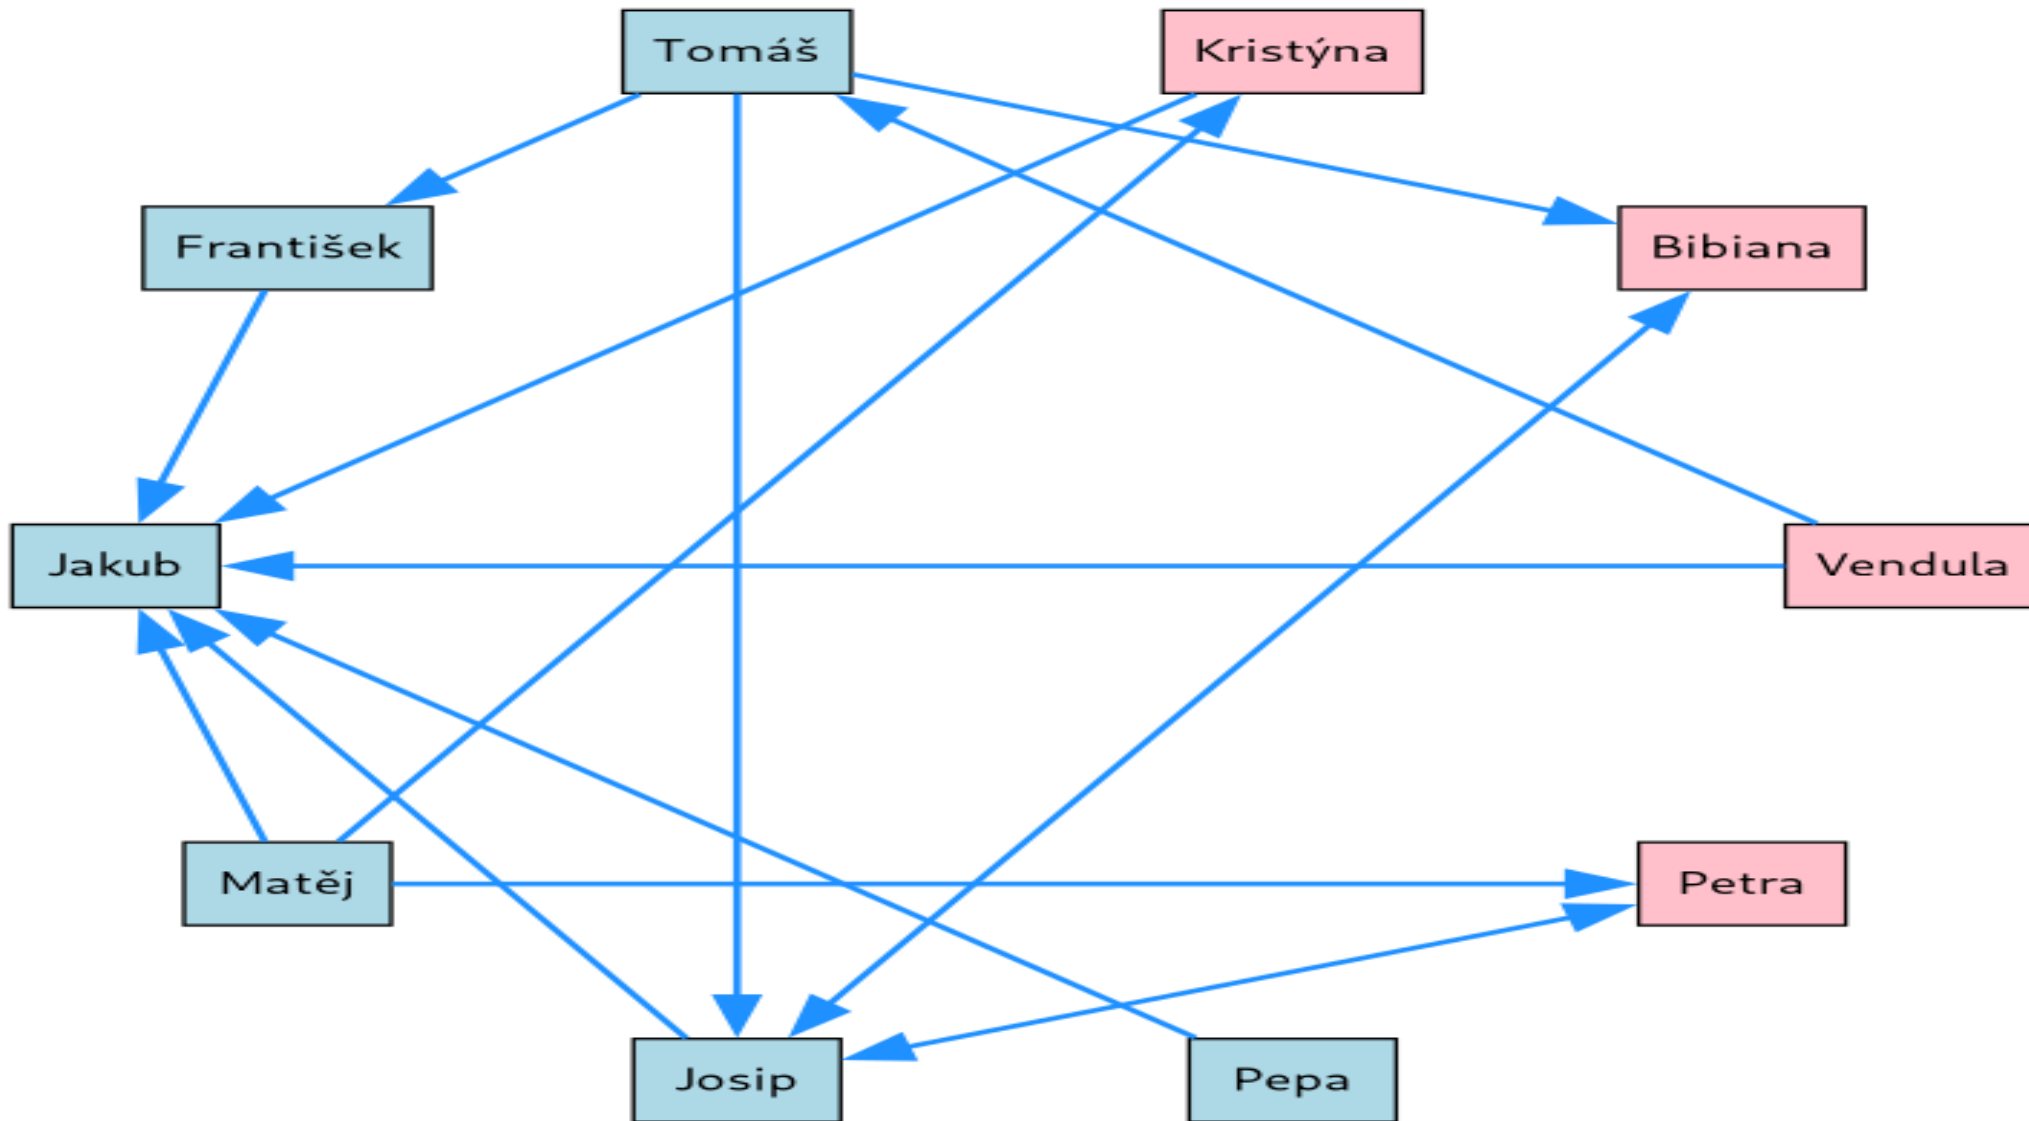 Tomáš
Kristýna
František
Bibiana
Jakub
Vendula
Matěj
Petra
Josip
Pepa